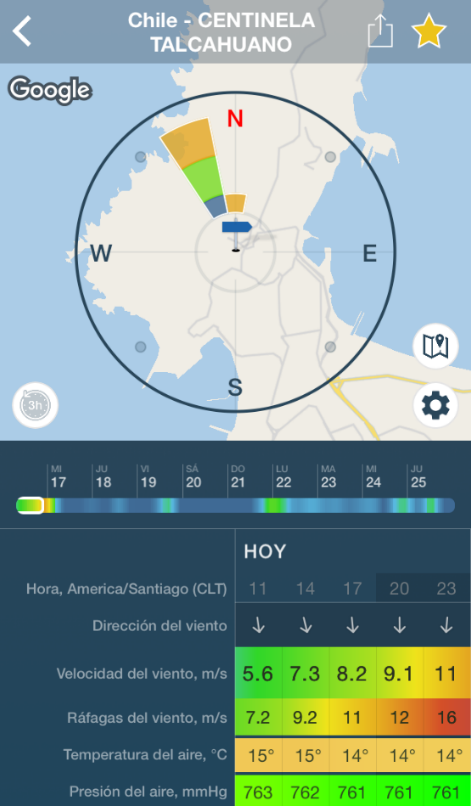 Chile - CENTINELA
TALCAHUANO
Google
N
W
E
S
3h
MI JU VI SÁ DO LU MA MI JU
17 18 19 20 21 22 23 24 25
HOY
Hora, America/Santiago (CLT) 11 14 17 20 23
Dirección del viento
Velocidad del viento, m/s 5.6 7.3 8.2 9.1 11
Ráfagas del viento, m/s 7.2 9.2 11 12 16
Temperatura del aire, °C 15° 15° 14° 14° 14°
Presión del aire, mmHg 763 762 761 761 761